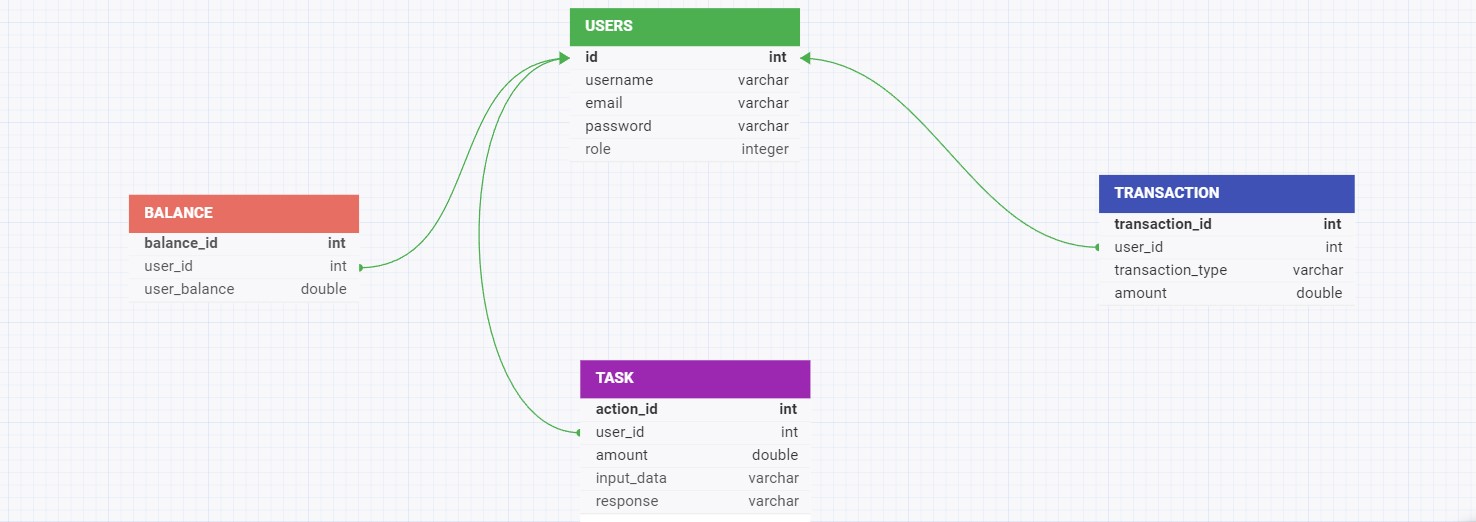 USERS
id int
username varchar
email varchar
password varchar
role integer
BALANCE
balance_id int
user_id int
user_balance double
TRANSACTION
transaction_id int
user_id int
transaction_type varchar
amount double
TASK
action_id int
user_id int
amount double
input_data varchar
response varchar